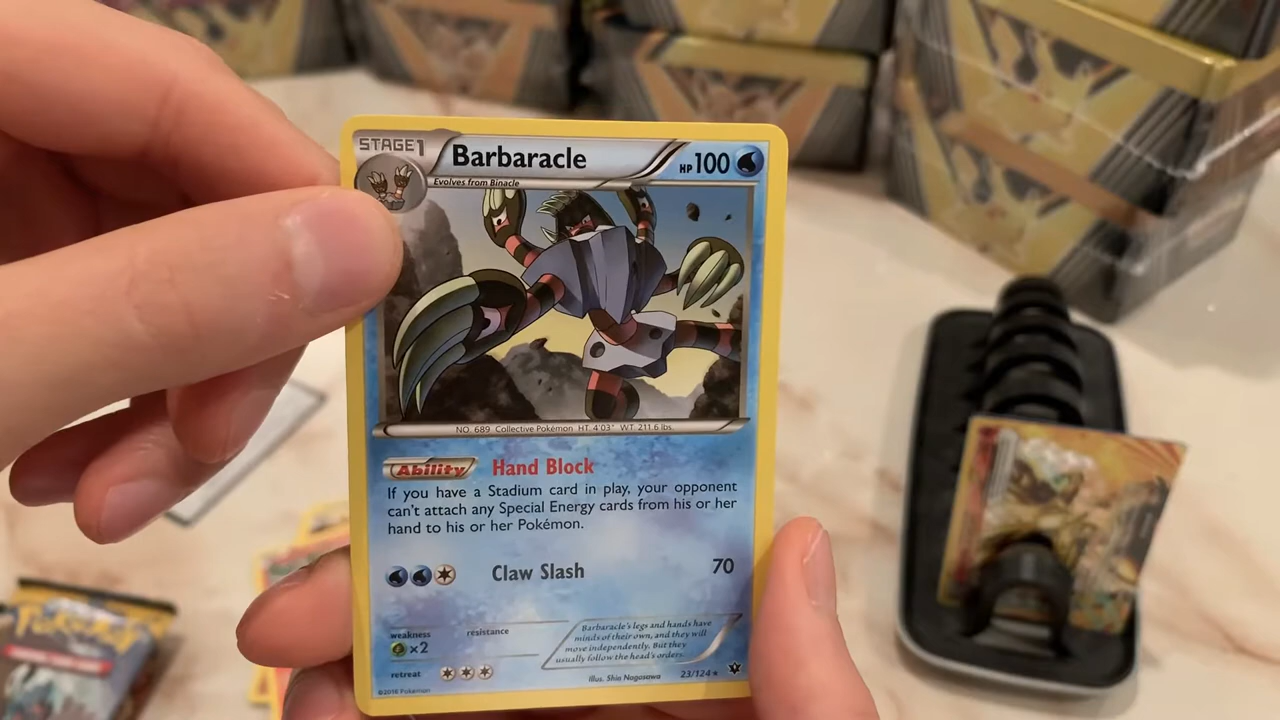 STAGE1
Barbaracle
HP100
Evolves from Binacle
NO. 689 Collective Pokémon HT. 4'03" WT. 211.6 lbs.
Ability Hand Block
If you have a Stadium card in play, your opponent
can't attach any Special Energy cards from his or her
hand to his or her Pokémon.
Claw Slash 70
weakness
resistance
×2
Barbaracle's legs and hands have
minds of their own, and they will
move independently. But they
usually follow the head's orders.
retreat
Illus. Shin Nagasawa
23/124★
©2016 Pokémon
Pokémon